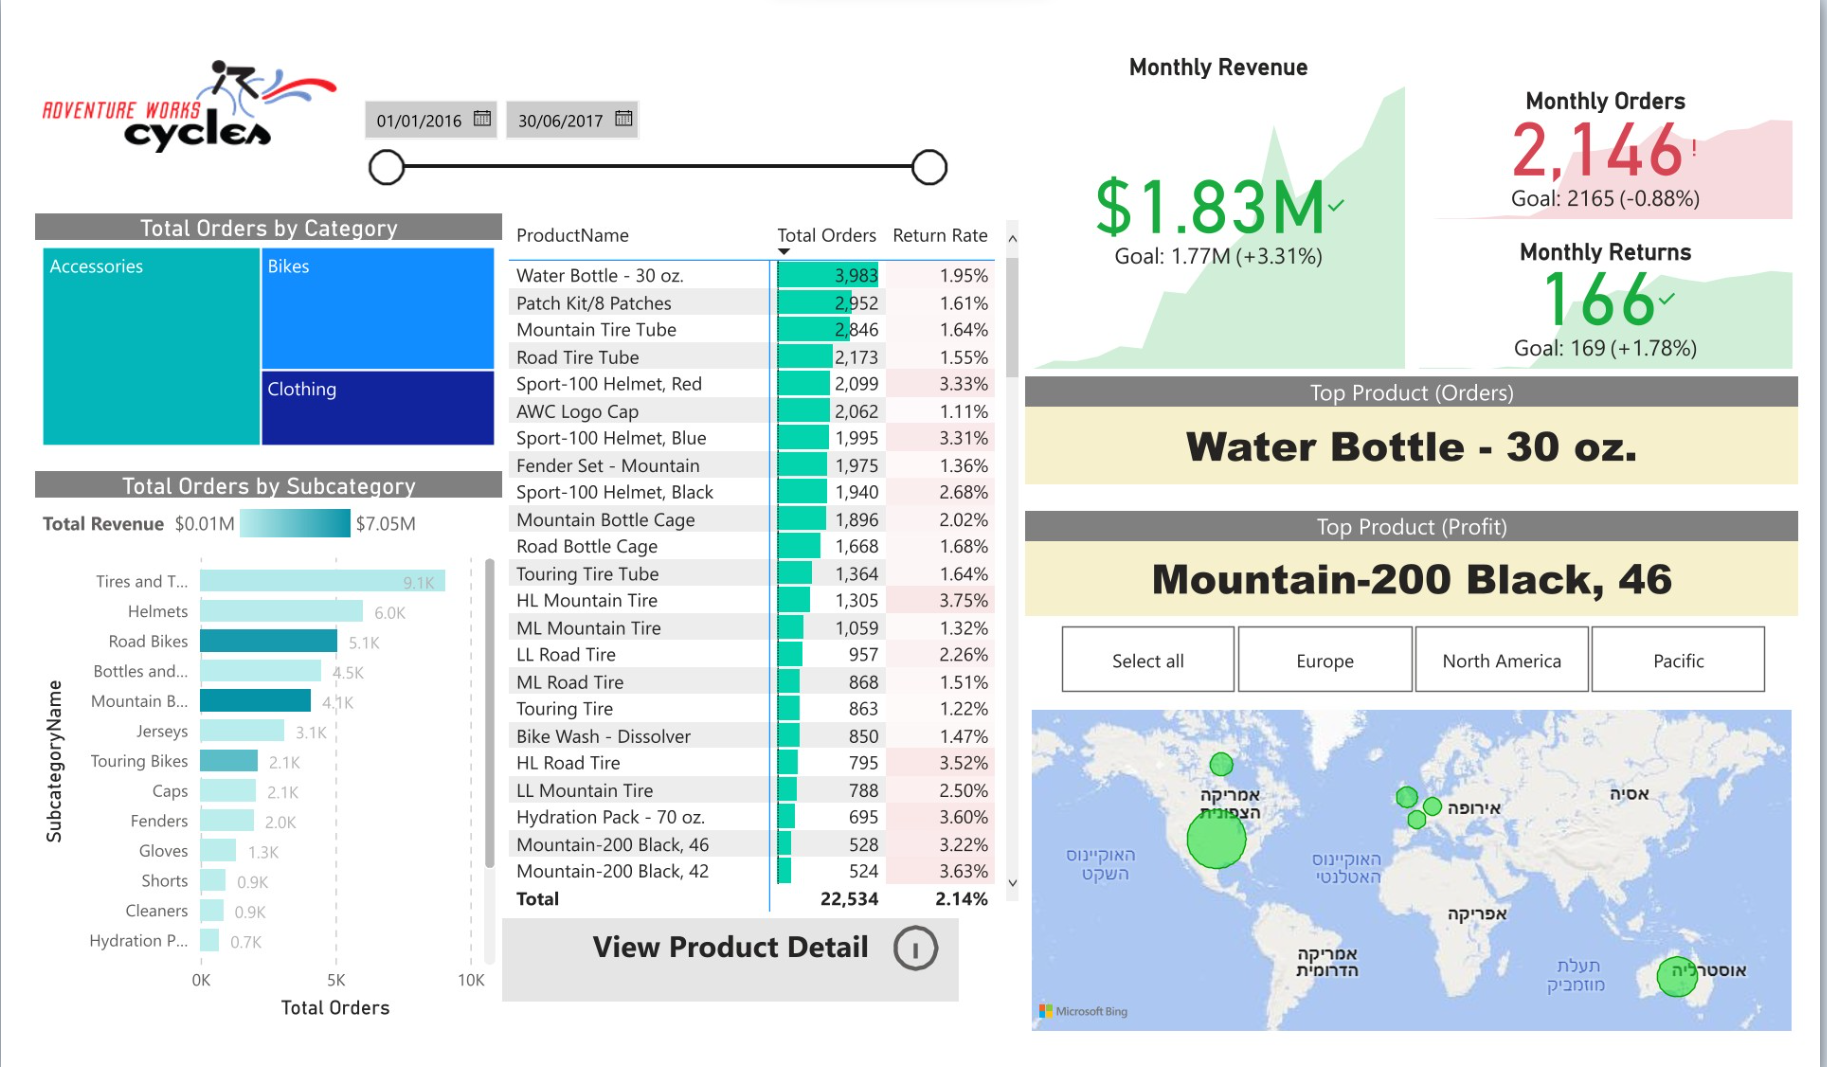 ADVENTURE WORKS
cycles
01/01/2016 30/06/2017
Total Orders by Category
Accessories
Bikes
Clothing
Total Orders by Subcategory
Total Revenue $0.01M $7.05M
SubcategoryName
Tires and T... 9.1K
Helmets 6.0K
Road Bikes 5.1K
Bottles and... 4.5K
Mountain B... 4.1K
Jerseys 3.1K
Touring Bikes 2.1K
Caps 2.1K
Fenders 2.0K
Gloves 1.3K
Shorts 0.9K
Cleaners 0.9K
Hydration P... 0.7K
0K 5K 10K
Total Orders
ProductName Total Orders Return Rate
Water Bottle - 30 oz. 3,983 1.95%
Patch Kit/8 Patches 2,952 1.61%
Mountain Tire Tube 2,846 1.64%
Road Tire Tube 2,173 1.55%
Sport-100 Helmet, Red 2,099 3.33%
AWC Logo Cap 2,062 1.11%
Sport-100 Helmet, Blue 1,995 3.31%
Fender Set - Mountain 1,975 1.36%
Sport-100 Helmet, Black 1,940 2.68%
Mountain Bottle Cage 1,896 2.02%
Road Bottle Cage 1,668 1.68%
Touring Tire Tube 1,364 1.64%
HL Mountain Tire 1,305 3.75%
ML Mountain Tire 1,059 1.32%
LL Road Tire 957 2.26%
ML Road Tire 868 1.51%
Touring Tire 863 1.22%
Bike Wash - Dissolver 850 1.47%
HL Road Tire 795 3.52%
LL Mountain Tire 788 2.50%
Hydration Pack - 70 oz. 695 3.60%
Mountain-200 Black, 46 528 3.22%
Mountain-200 Black, 42 524 3.63%
Total 22,534 2.14%
View Product Detail
Monthly Revenue
$1.83M
Goal: 1.77M (+3.31%)
Monthly Orders
2,146!
Goal: 2165 (-0.88%)
Monthly Returns
166
Goal: 169 (+1.78%)
Top Product (Orders)
Water Bottle - 30 oz.
Top Product (Profit)
Mountain-200 Black, 46
Select all Europe North America Pacific
אמריקה
הצפונית
אירופה
אסיה
האוקיינוס
השקט
האוקיינוס
האטלנטי
אפריקה
אמריקה
הדרומית
תעלת
מוזמביק
אוסטרליה
Microsoft Bing